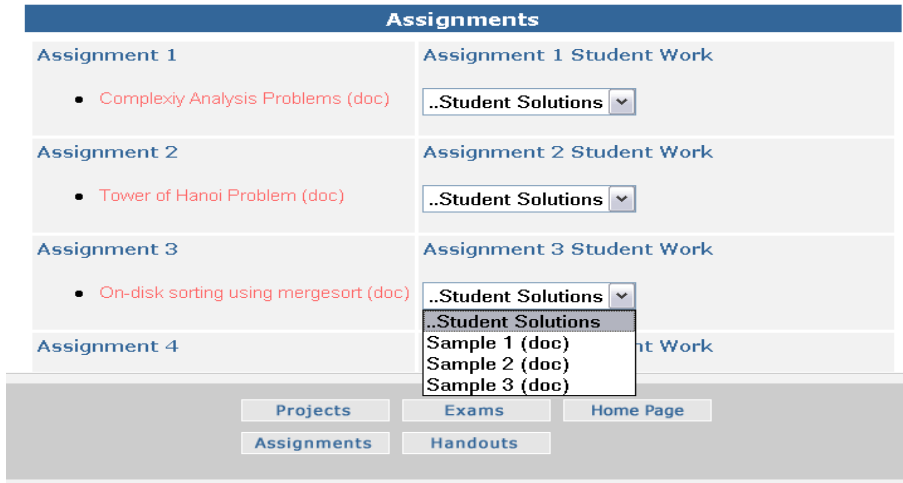 Assignments
Assignment 1
Assignment 1 Student Work
Complexiy Analysis Problems (doc)
..Student Solutions
Assignment 2
Assignment 2 Student Work
Tower of Hanoi Problem (doc)
..Student Solutions
Assignment 3
Assignment 3 Student Work
On-disk sorting using mergesort (doc)
..Student Solutions
..Student Solutions
Sample 1 (doc)
Sample 2 (doc)
Sample 3 (doc)
Assignment 4
nt Work
Projects
Exams
Home Page
Assignments
Handouts